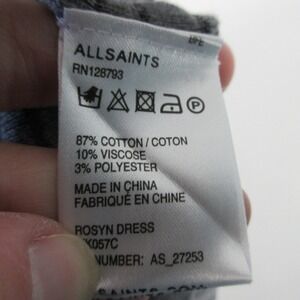 ALLSAINTS
RN128793
87% COTTON / COTON
10% VISCOSE
3% POLYESTER
MADE IN CHINA
FABRIQUÉ EN CHINE
ROSYN DRESS
K057C
NUMBER: AS_27253